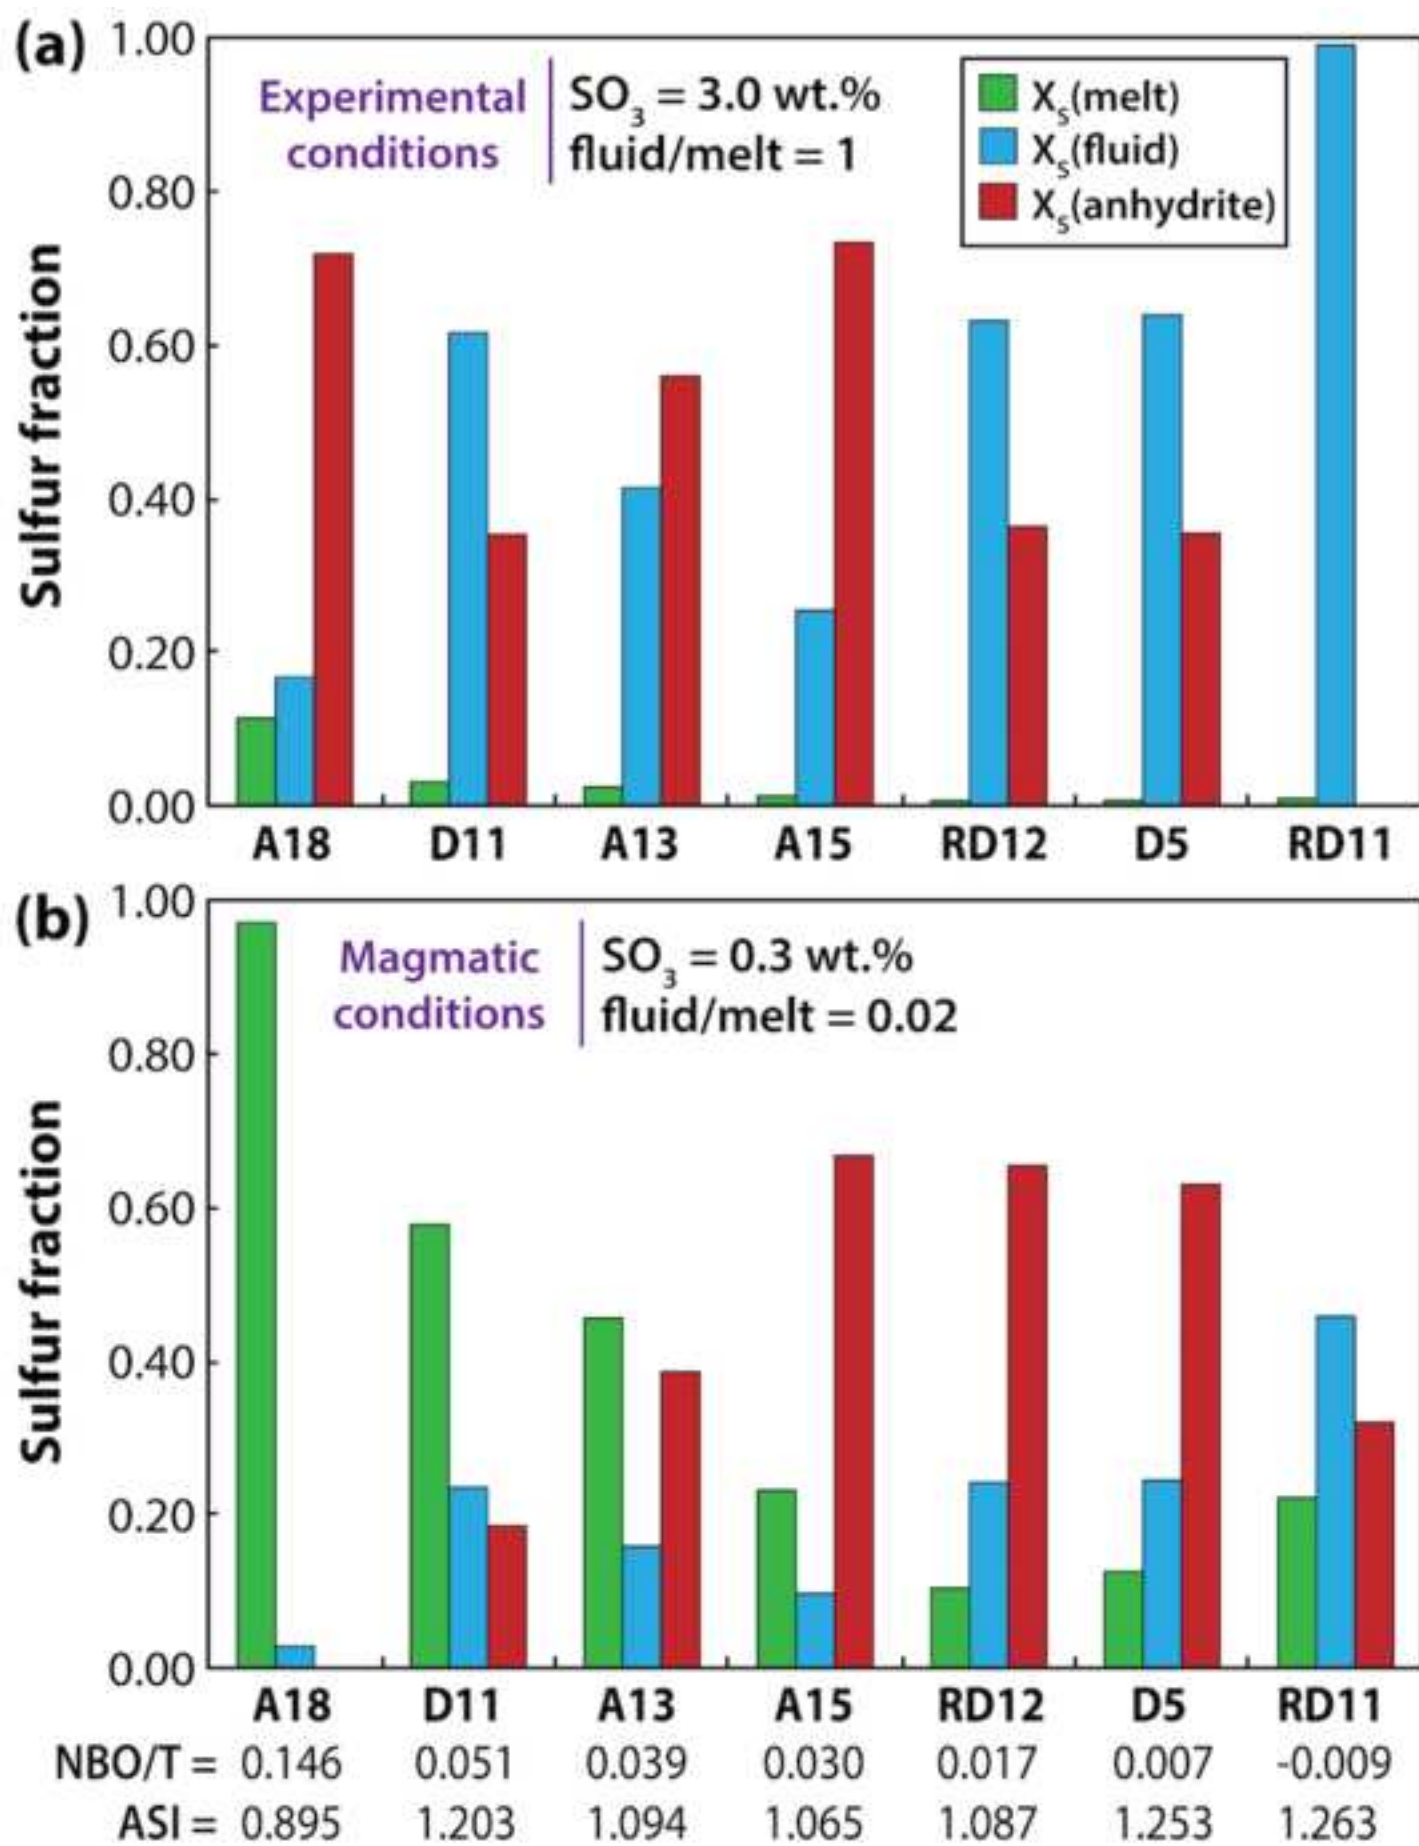 (a)
Experimental conditions
SO₃ = 3.0 wt.%
fluid/melt = 1
Xₛ(melt)
Xₛ(fluid)
Xₛ(anhydrite)
Sulfur fraction
1.00
0.80
0.60
0.40
0.20
0.00
A18 D11 A13 A15 RD12 D5 RD11
(b)
Magmatic conditions
SO₃ = 0.3 wt.%
fluid/melt = 0.02
Sulfur fraction
1.00
0.80
0.60
0.40
0.20
0.00
A18 D11 A13 A15 RD12 D5 RD11
NBO/T = 0.146 0.051 0.039 0.030 0.017 0.007 -0.009
ASI = 0.895 1.203 1.094 1.065 1.087 1.253 1.263